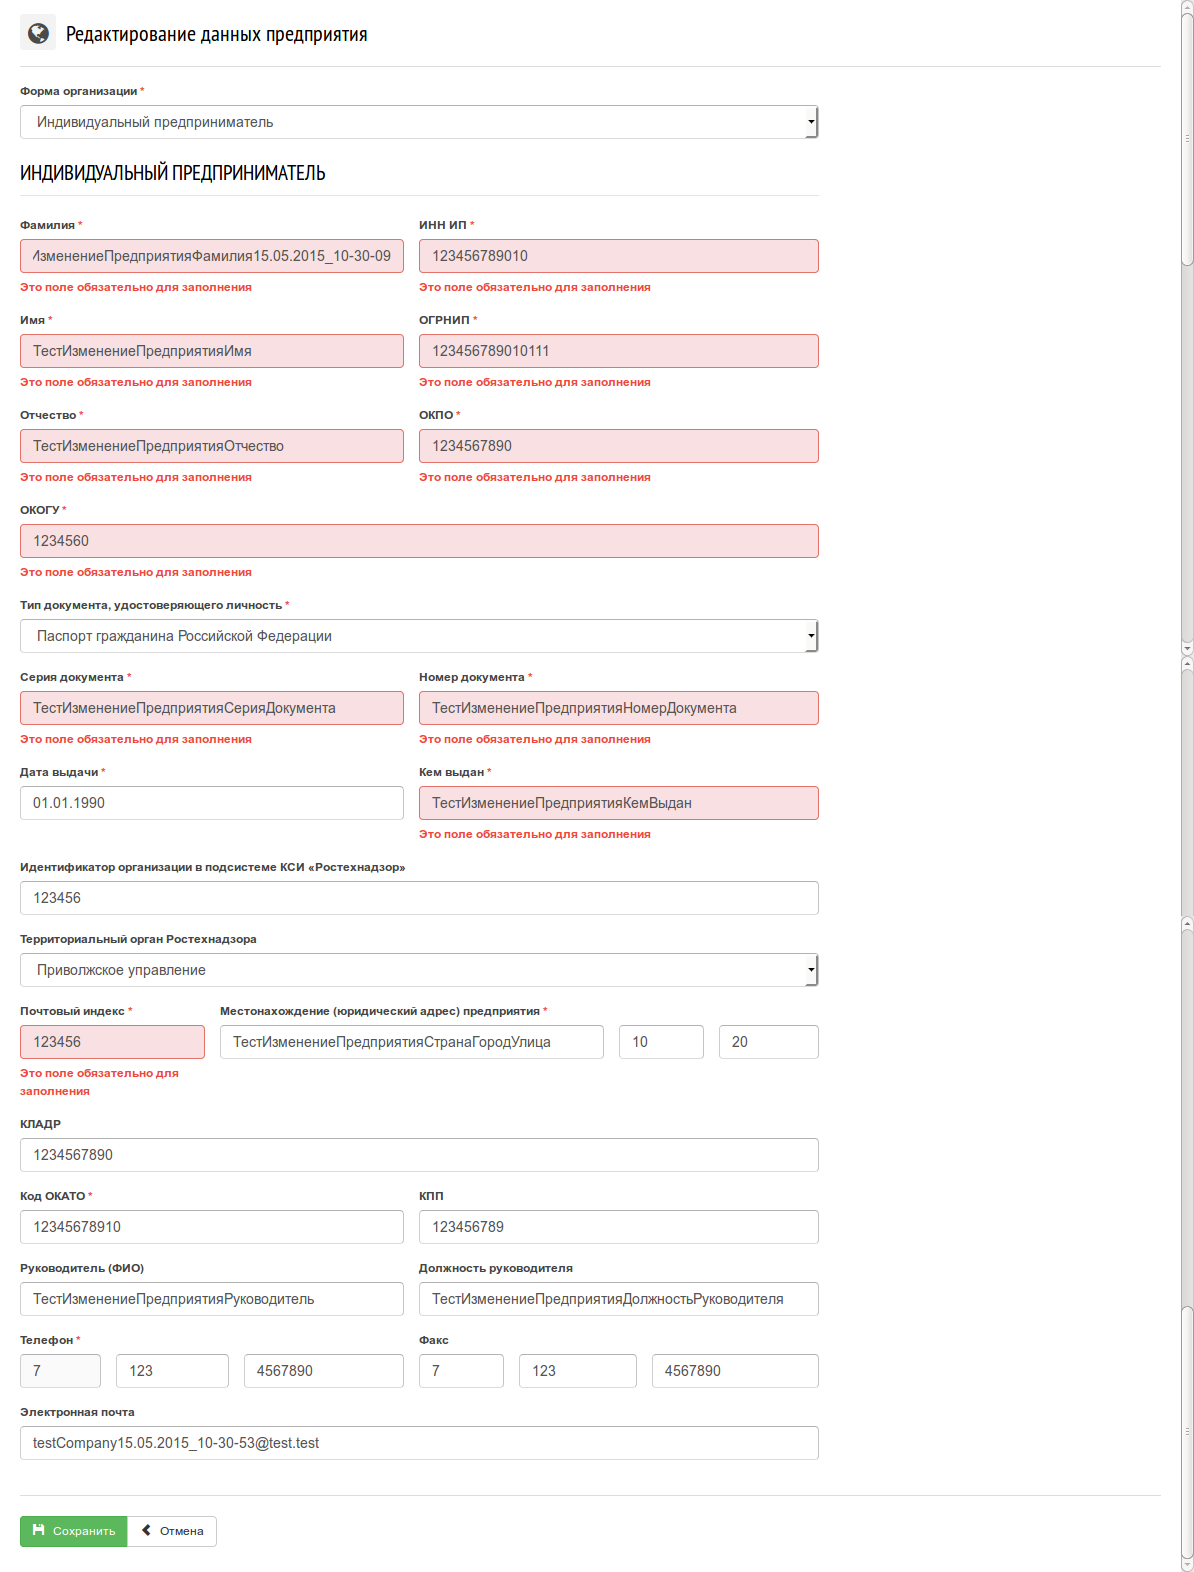 Редактирование данных предприятия
Форма организации *
Индивидуальный предприниматель
ИНДИВИДУАЛЬНЫЙ ПРЕДПРИНИМАТЕЛЬ
Фамилия * ИНН ИП *
ИзменениеПредприятияФамилия15.05.2015_10-30-09 123456789010
Это поле обязательно для заполнения Это поле обязательно для заполнения
Имя * ОГРНИП *
ТестИзменениеПредприятияИмя 123456789010111
Это поле обязательно для заполнения Это поле обязательно для заполнения
Отчество * ОКПО *
ТестИзменениеПредприятияОтчество 1234567890
Это поле обязательно для заполнения Это поле обязательно для заполнения
ОКОГУ *
1234560
Это поле обязательно для заполнения
Тип документа, удостоверяющего личность *
Паспорт гражданина Российской Федерации
Серия документа * Номер документа *
ТестИзменениеПредприятияСерияДокумента ТестИзменениеПредприятияНомерДокумента
Это поле обязательно для заполнения Это поле обязательно для заполнения
Дата выдачи * Кем выдан *
01.01.1990 ТестИзменениеПредприятияКемВыдан
Это поле обязательно для заполнения
Идентификатор организации в подсистеме КСИ «Ростехнадзор»
123456
Территориальный орган Ростехнадзора
Приволжское управление
Почтовый индекс * Местонахождение (юридический адрес) предприятия *
123456 ТестИзменениеПредприятияСтранаГородУлица 10 20
Это поле обязательно для
заполнения
КЛАДР
1234567890
Код ОКАТО * КПП
12345678910 123456789
Руководитель (ФИО) Должность руководителя
ТестИзменениеПредприятияРуководитель ТестИзменениеПредприятияДолжностьРуководителя
Телефон * Факс
7 123 4567890 7 123 4567890
Электронная почта
testCompany15.05.2015_10-30-53@test.test
Сохранить Отмена